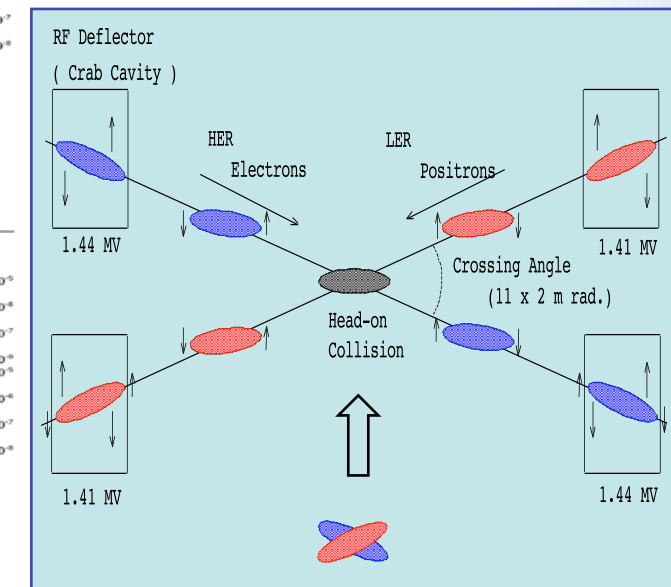 RF Deflector
( Crab Cavity )
HER
Electrons
LER
Positrons
1.44 MV
1.41 MV
Crossing Angle
(11 x 2 m rad.)
Head-on
Collision
1.41 MV
1.44 MV